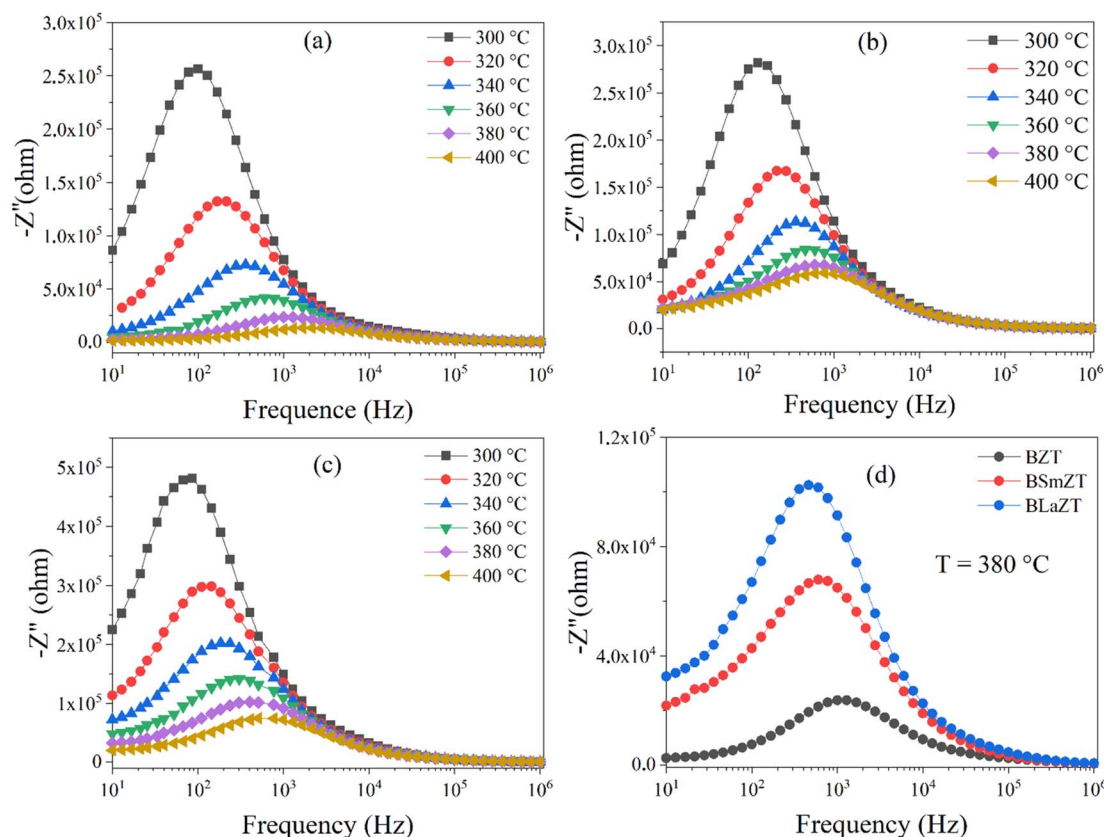 (a)
300 °C
320 °C
340 °C
360 °C
380 °C
400 °C
3.0x10⁵
2.5x10⁵
2.0x10⁵
1.5x10⁵
1.0x10⁵
5.0x10⁴
0.0
-Z"(ohm)
10¹ 10² 10³ 10⁴ 10⁵ 10⁶
Frequence (Hz)
(b)
300 °C
320 °C
340 °C
360 °C
380 °C
400 °C
3.0x10⁵
2.5x10⁵
2.0x10⁵
1.5x10⁵
1.0x10⁵
5.0x10⁴
0.0
-Z" (ohm)
10¹ 10² 10³ 10⁴ 10⁵ 10⁶
Frequency (Hz)
(c)
300 °C
320 °C
340 °C
360 °C
380 °C
400 °C
5x10⁵
4x10⁵
3x10⁵
2x10⁵
1x10⁵
0
-Z" (ohm)
10¹ 10² 10³ 10⁴ 10⁵ 10⁶
Frequency (Hz)
(d)
BZT
BSmZT
BLaZT
T = 380 °C
1.2x10⁵
8.0x10⁴
4.0x10⁴
0.0
-Z"(ohm)
10¹ 10² 10³ 10⁴ 10⁵ 10⁶
Frequency (Hz)